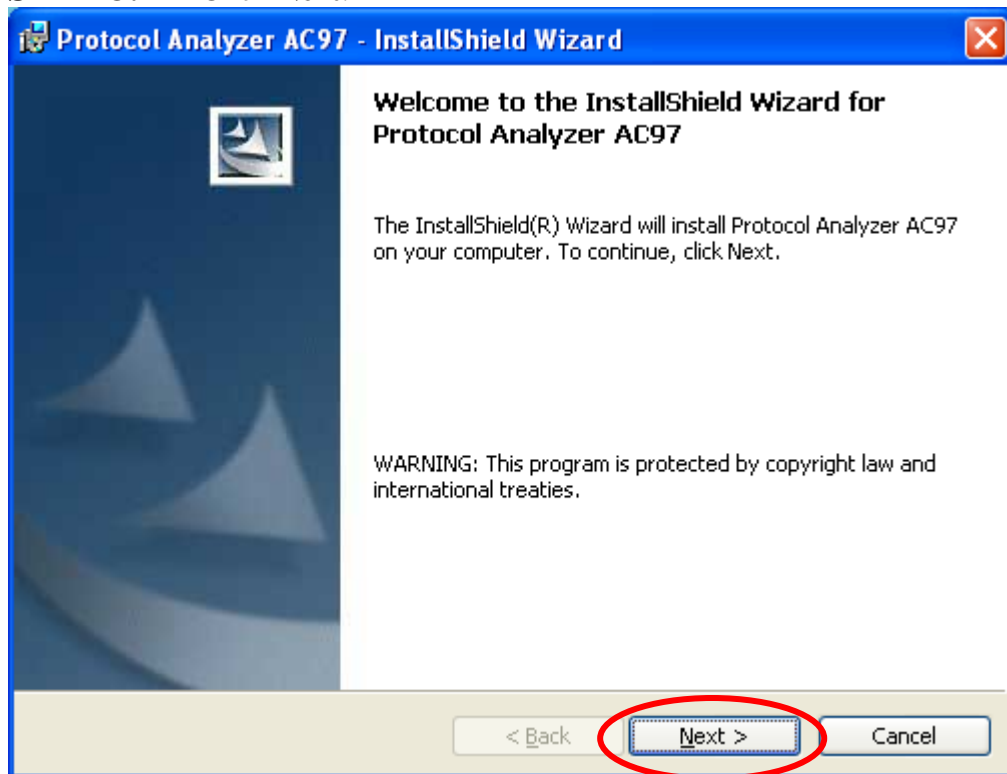 Protocol Analyzer AC97 - InstallShield Wizard
Welcome to the InstallShield Wizard for
Protocol Analyzer AC97
The InstallShield(R) Wizard will install Protocol Analyzer AC97
on your computer. To continue, click Next.
WARNING: This program is protected by copyright law and
international treaties.
< Back
Next >
Cancel